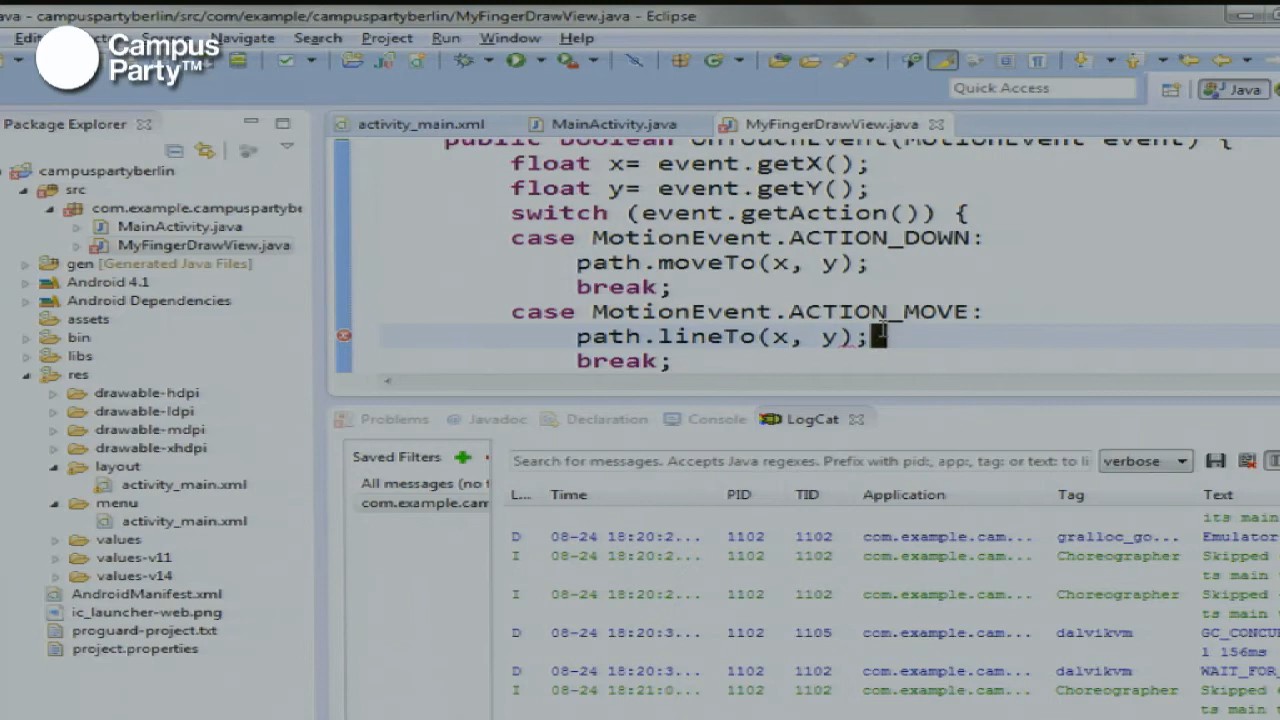 java - campuspartyberlin/src/com/example/campuspartyberlin/MyFingerDrawView.java - Eclipse
Edit Source Navigate Search Project Run Window Help
Campus
Party™
Quick Access
Java
Package Explorer
activity_main.xml
MainActivity.java
MyFingerDrawView.java
campuspartyberlin
src
com.example.campuspartybe
MainActivity.java
MyFingerDrawView.java
gen [Generated Java Files]
Android 4.1
Android Dependencies
assets
bin
libs
res
drawable-hdpi
drawable-ldpi
drawable-mdpi
drawable-xhdpi
layout
activity_main.xml
menu
activity_main.xml
values
values-v11
values-v14
AndroidManifest.xml
ic_launcher-web.png
proguard-project.txt
project.properties
public boolean onTouchEvent(MotionEvent event) {
float x= event.getX();
float y= event.getY();
switch (event.getAction()) {
case MotionEvent.ACTION_DOWN:
path.moveTo(x, y);
break;
case MotionEvent.ACTION_MOVE:
path.lineTo(x, y);
break;
Problems Javadoc Declaration Console LogCat
Saved Filters
All messages (no
com.example.cam
Search for messages. Accepts Java regexes. Prefix with pid:, app:, tag: or text: to li
verbose
L... Time PID TID Application Tag Text
its main
D 08-24 18:20:2... 1102 1102 com.example.cam... gralloc_go... Emulator
I 08-24 18:20:2... 1102 1102 com.example.cam... Choreographer Skipped
ts main
I 08-24 18:20:2... 1102 1102 com.example.cam... Choreographer Skipped
ts main
D 08-24 18:20:3... 1102 1105 com.example.cam... dalvikvm GC_CONCU
1 156ms
D 08-24 18:20:3... 1102 1102 com.example.cam... dalvikvm WAIT_FOR
I 08-24 18:21:0... 1102 1102 com.example.cam... Choreographer Skipped
ts main